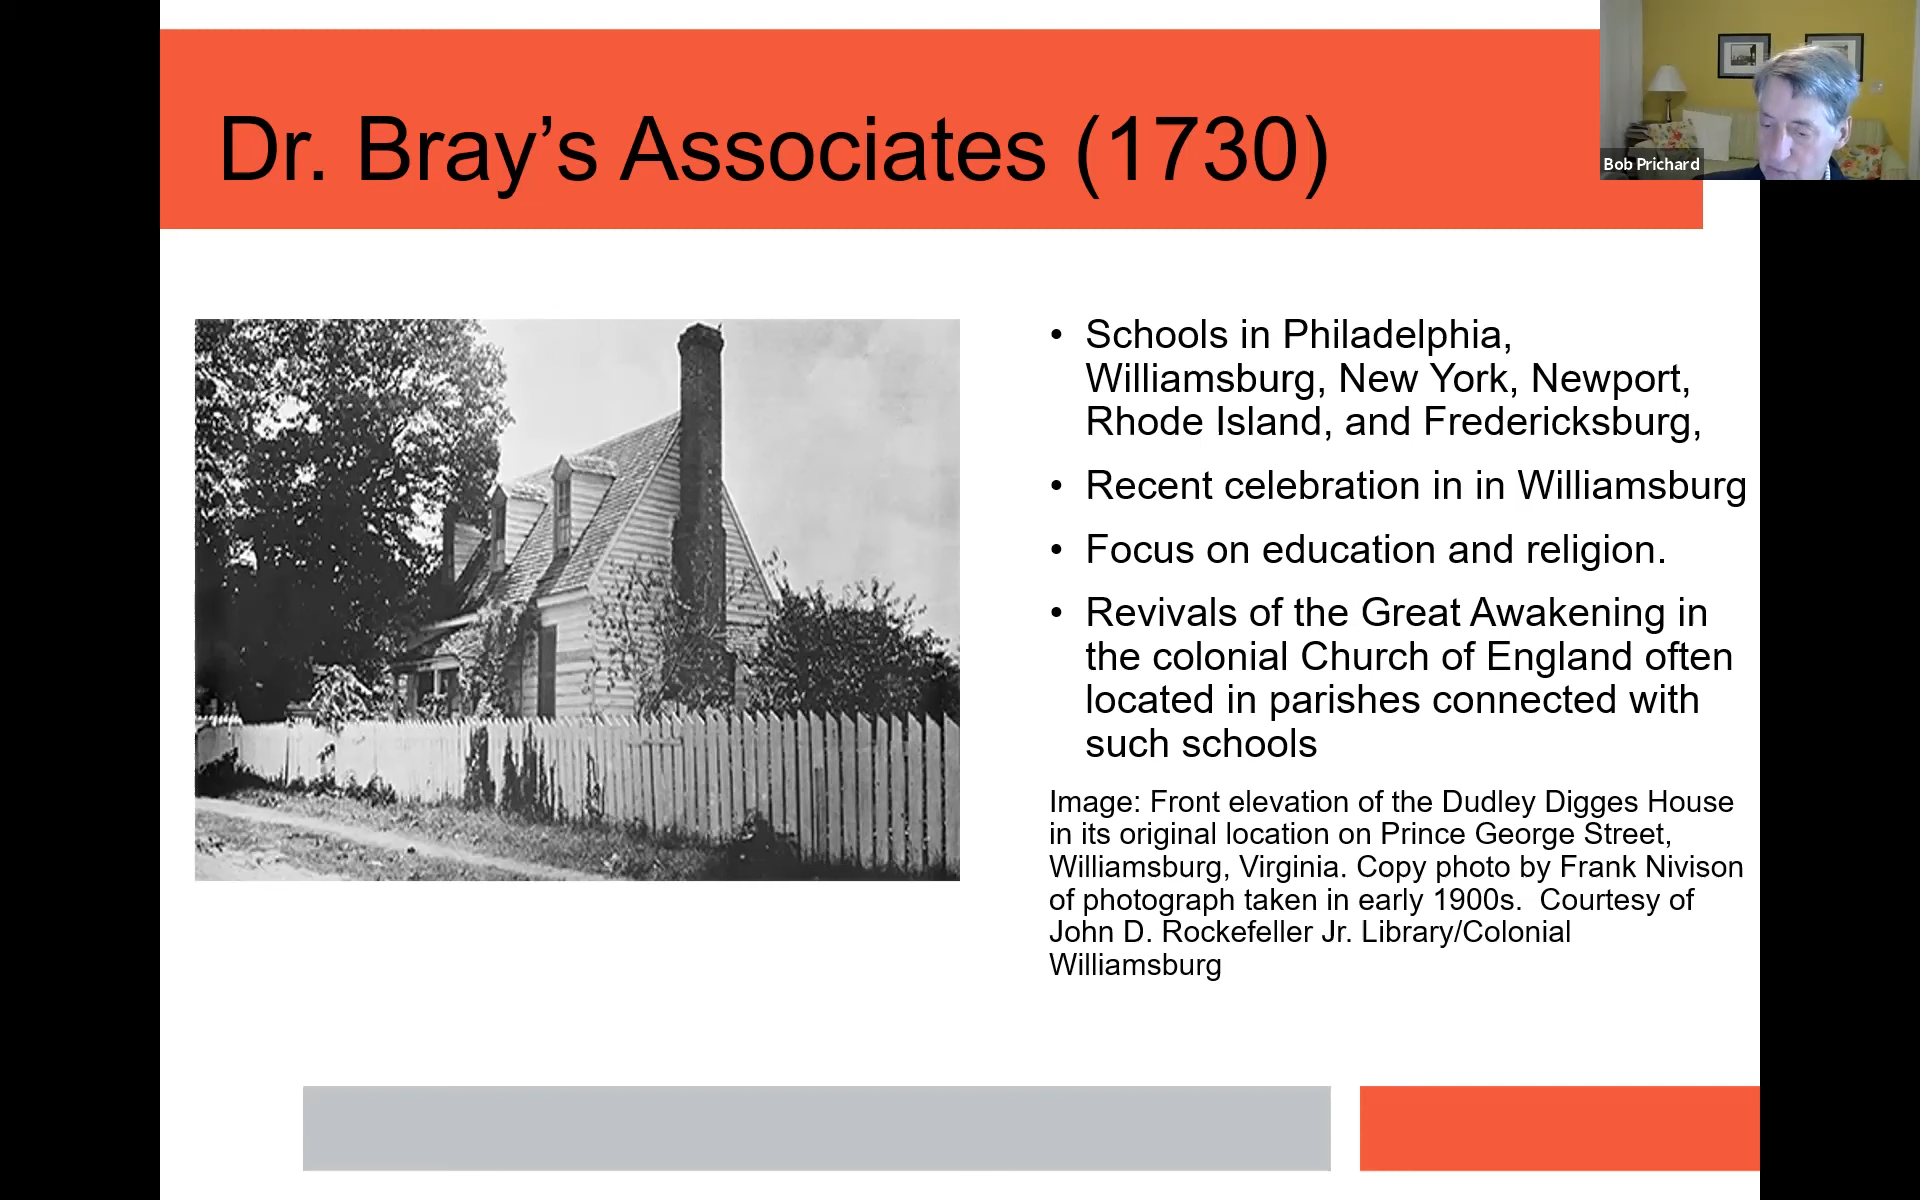 Dr. Bray’s Associates (1730)
Bob Prichard
• Schools in Philadelphia,
Williamsburg, New York, Newport,
Rhode Island, and Fredericksburg,
• Recent celebration in in Williamsburg
• Focus on education and religion.
• Revivals of the Great Awakening in
the colonial Church of England often
located in parishes connected with
such schools
Image: Front elevation of the Dudley Digges House
in its original location on Prince George Street,
Williamsburg, Virginia. Copy photo by Frank Nivison
of photograph taken in early 1900s.  Courtesy of
John D. Rockefeller Jr. Library/Colonial
Williamsburg